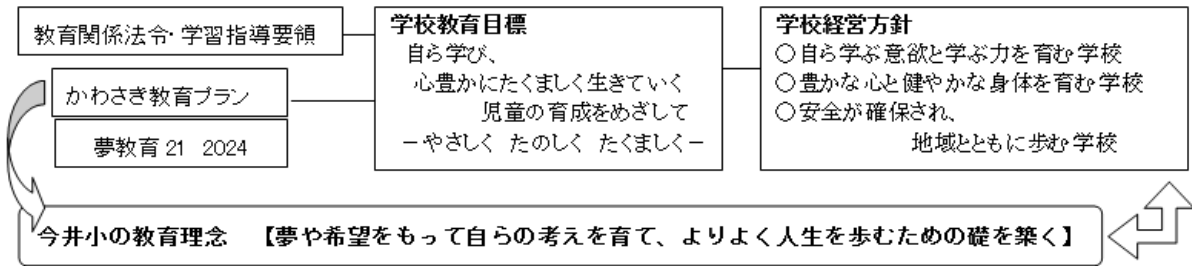 教育関係法令・学習指導要領
かわさき教育プラン
夢教育21 2024
学校教育目標
自ら学び、
心豊かにたくましく生きていく
児童の育成をめざして
－やさしく たのしく たくましく－
学校経営方針
○自ら学ぶ意欲と学ぶ力を育む学校
○豊かな心と健やかな身体を育む学校
○安全が確保され、
地域とともに歩む学校
今井小の教育理念 【夢や希望をもって自らの考えを育て、よりよく人生を歩むための礎を築く】